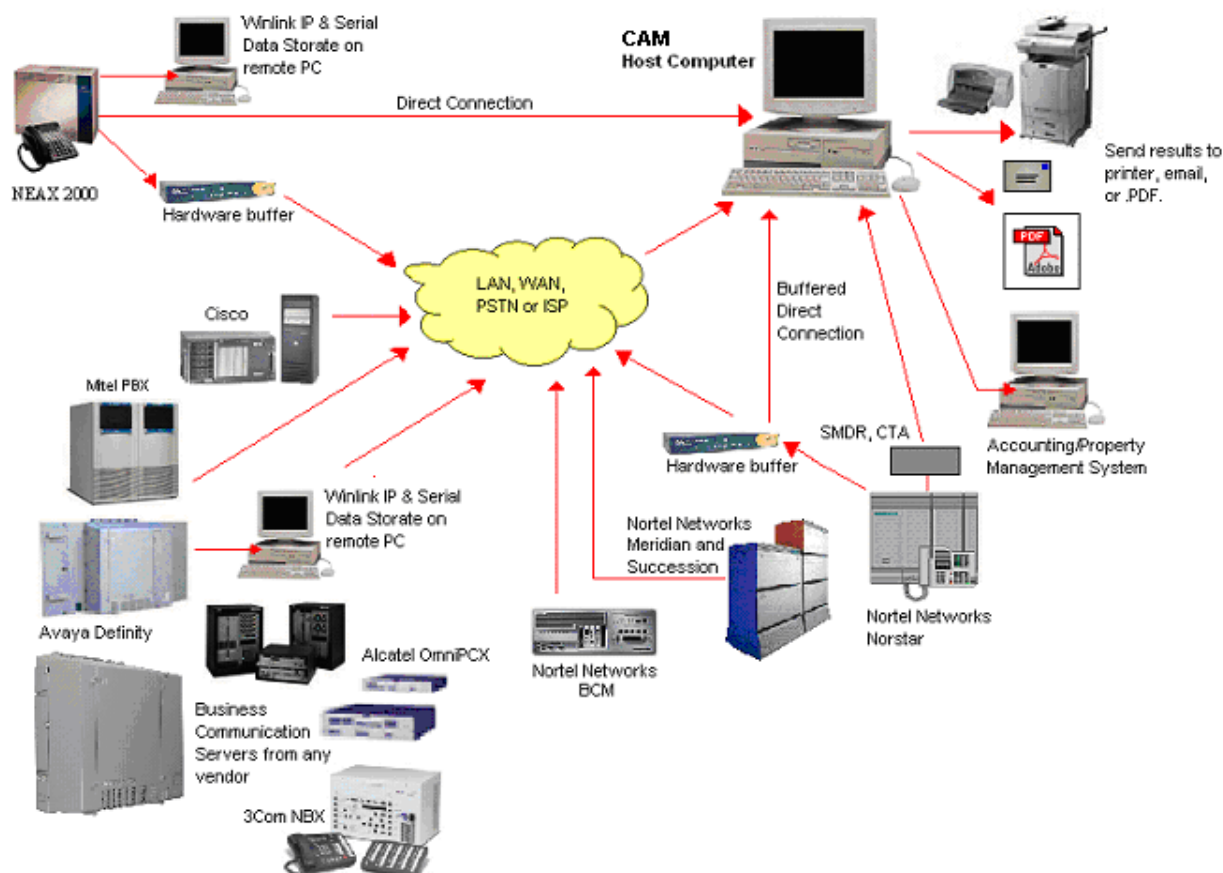 Winlink IP & Serial
Data Storate on
remote PC
CAM
Host Computer
Direct Connection
NEAX 2000
Hardware buffer
Send results to
printer, email,
or .PDF.
PDF
Adobe
LAN, WAN,
PSTN or ISP
Buffered
Direct
Connection
Cisco
Mitel PBX
Hardware buffer
SMDR, CTA
Accounting/Property
Management System
Winlink IP & Serial
Data Storate on
remote PC
Avaya Definity
Nortel Networks
Meridian and
Succession
Nortel Networks
Norstar
Nortel Networks
BCM
Alcatel OmniPCX
Business
Communication
Servers from any
vendor
3Com NBX